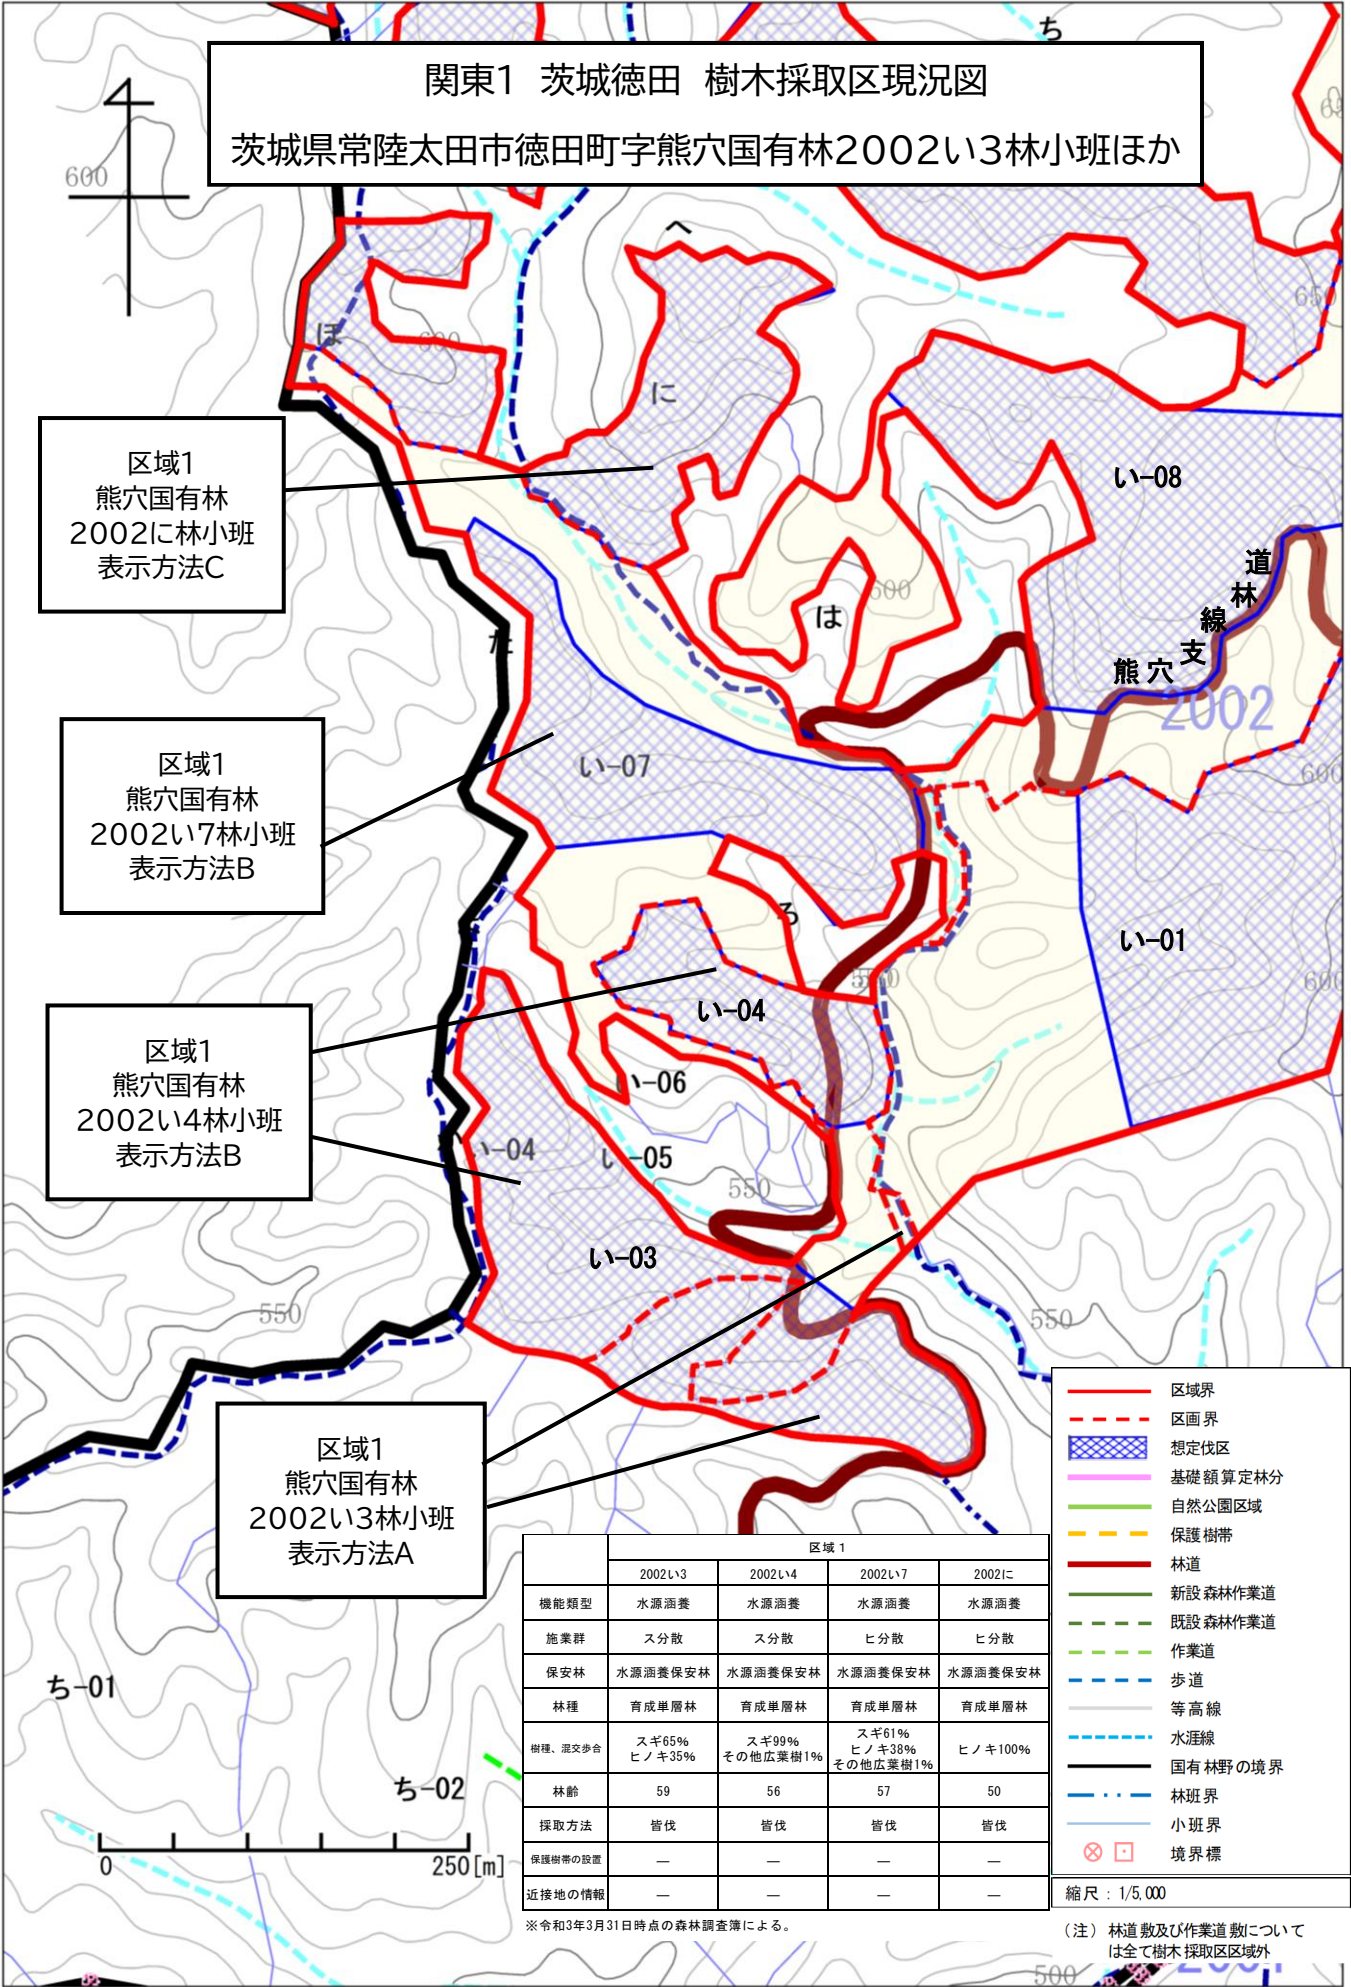 ち
関東1 茨城徳田 樹木採取区現況図
茨城県常陸太田市徳田町字熊穴国有林2002い3林小班ほか
600
へ
650
ほ
600
に
区域1
熊穴国有林
2002に林小班
表示方法C
い-08
道
林
線
支
穴
熊
600
は
た
2002
区域1
熊穴国有林
2002い7林小班
表示方法B
い-07
600
ろ
い-01
550
600
い-04
区域1
熊穴国有林
2002い4林小班
表示方法B
い-06
い-04
い-05
550
い-03
550
550
区域1
熊穴国有林
2002い3林小班
表示方法A
区域界
区画界
想定伐区
基礎額算定林分
自然公園区域
保護樹帯
林道
新設森林作業道
既設森林作業道
作業道
歩道
等高線
水涯線
国有林野の境界
林班界
小班界
境界標
縮尺：1/5,000
（注）林道敷及び作業道敷について
は全て樹木採取区区域外
区域1
2002い3 2002い4 2002い7 2002に
機能類型 水源涵養 水源涵養 水源涵養 水源涵養
施業群 ス分散 ス分散 ヒ分散 ヒ分散
保安林 水源涵養保安林 水源涵養保安林 水源涵養保安林 水源涵養保安林
林種 育成単層林 育成単層林 育成単層林 育成単層林
樹種、混交歩合 スギ65% ヒノキ35% スギ99% その他広葉樹1% スギ61% ヒノキ38% その他広葉樹1% ヒノキ100%
林齢 59 56 57 50
採取方法 皆伐 皆伐 皆伐 皆伐
保護樹帯の設置 — — — —
近接地の情報 — — — —
※令和3年3月31日時点の森林調査簿による。
ち-01
ち-02
0 250[m]
500